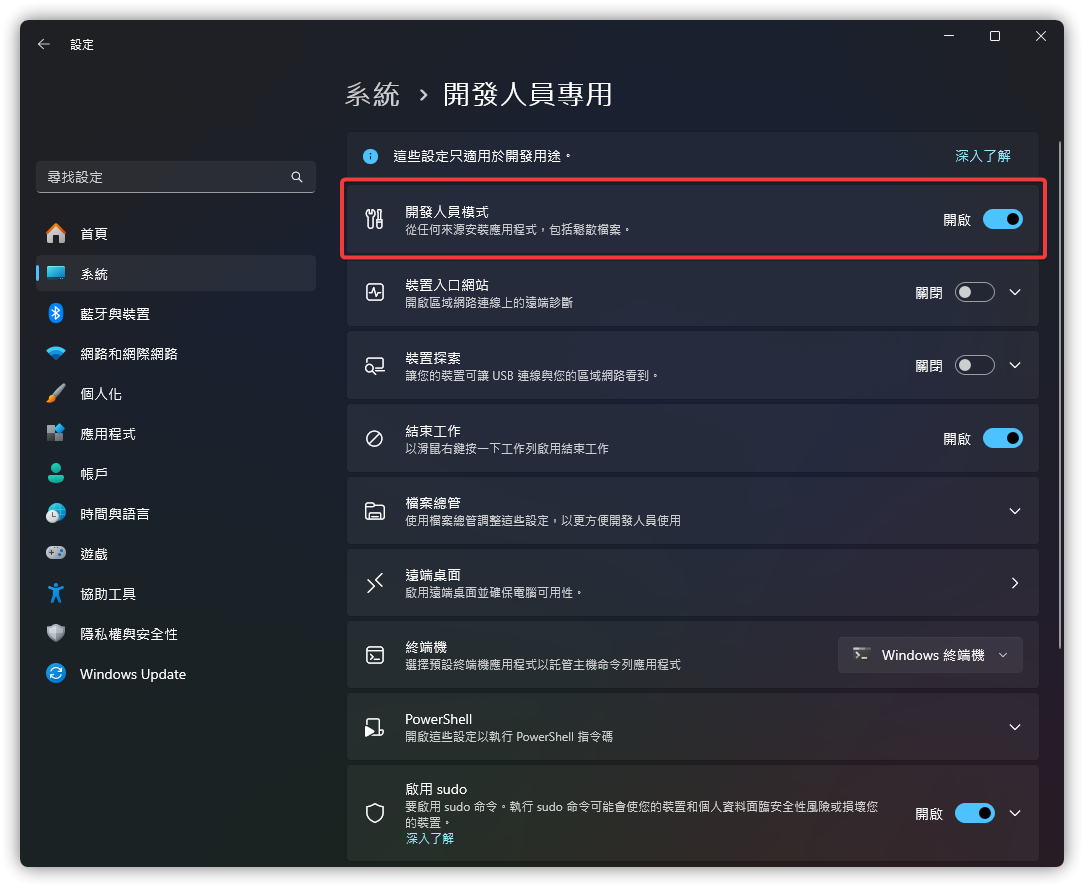 設定
系統 › 開發人員專用
尋找設定
首頁
系統
藍牙與裝置
網路和網際網路
個人化
應用程式
帳戶
時間與語言
遊戲
協助工具
隱私權與安全性
Windows Update
這些設定只適用於開發用途。
深入了解
開發人員模式
從任何來源安裝應用程式，包括鬆散檔案。
開啟
裝置入口網站
開啟區域網路連線上的遠端診斷
關閉
裝置探索
讓您的裝置可讓 USB 連線與您的區域網路看到。
關閉
結束工作
以滑鼠右鍵按一下工作列啟用結束工作
開啟
檔案總管
使用檔案總管調整這些設定，以更方便開發人員使用
遠端桌面
啟用遠端桌面並確保電腦可用性。
終端機
選擇預設終端機應用程式以託管主機命令列應用程式
Windows 終端機
PowerShell
開啟這些設定以執行 PowerShell 指令碼
啟用 sudo
要啟用 sudo 命令。執行 sudo 命令可能會使您的裝置和個人資料面臨安全性風險或損壞您
的裝置。
深入了解
開啟